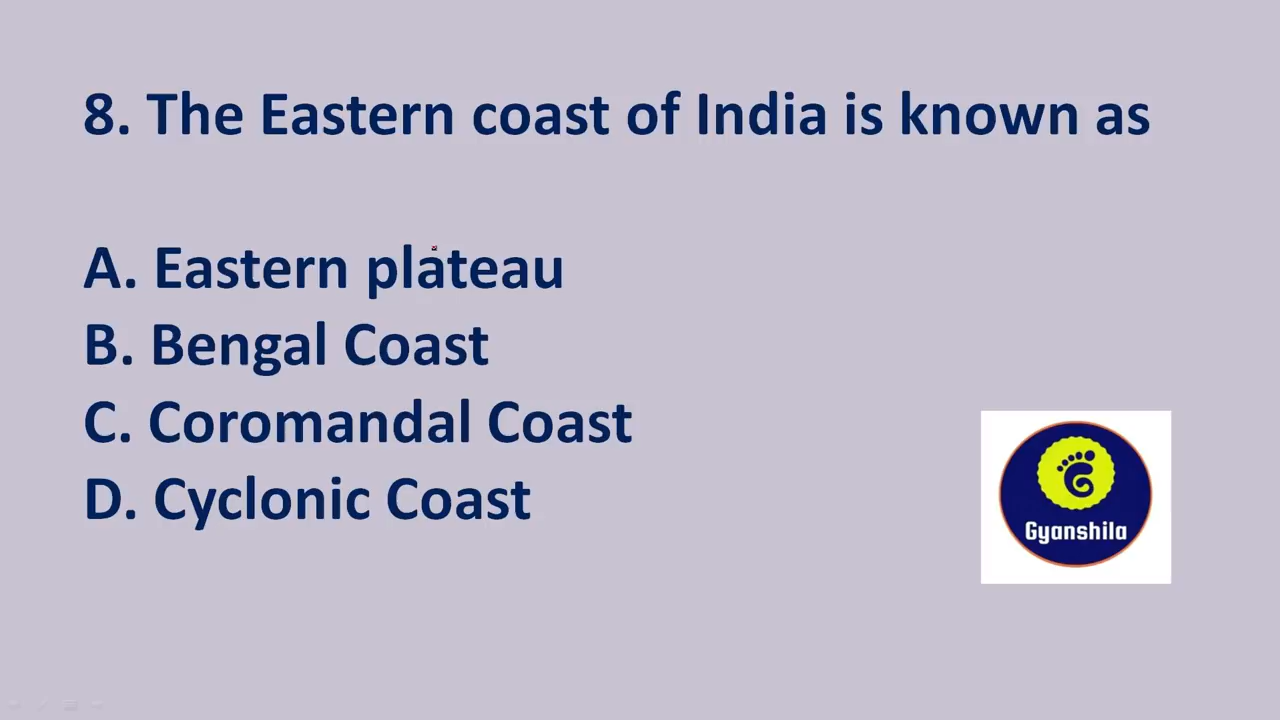 8. The Eastern coast of India is known as
A. Eastern plateau
B. Bengal Coast
C. Coromandal Coast
D. Cyclonic Coast
Gyanshila